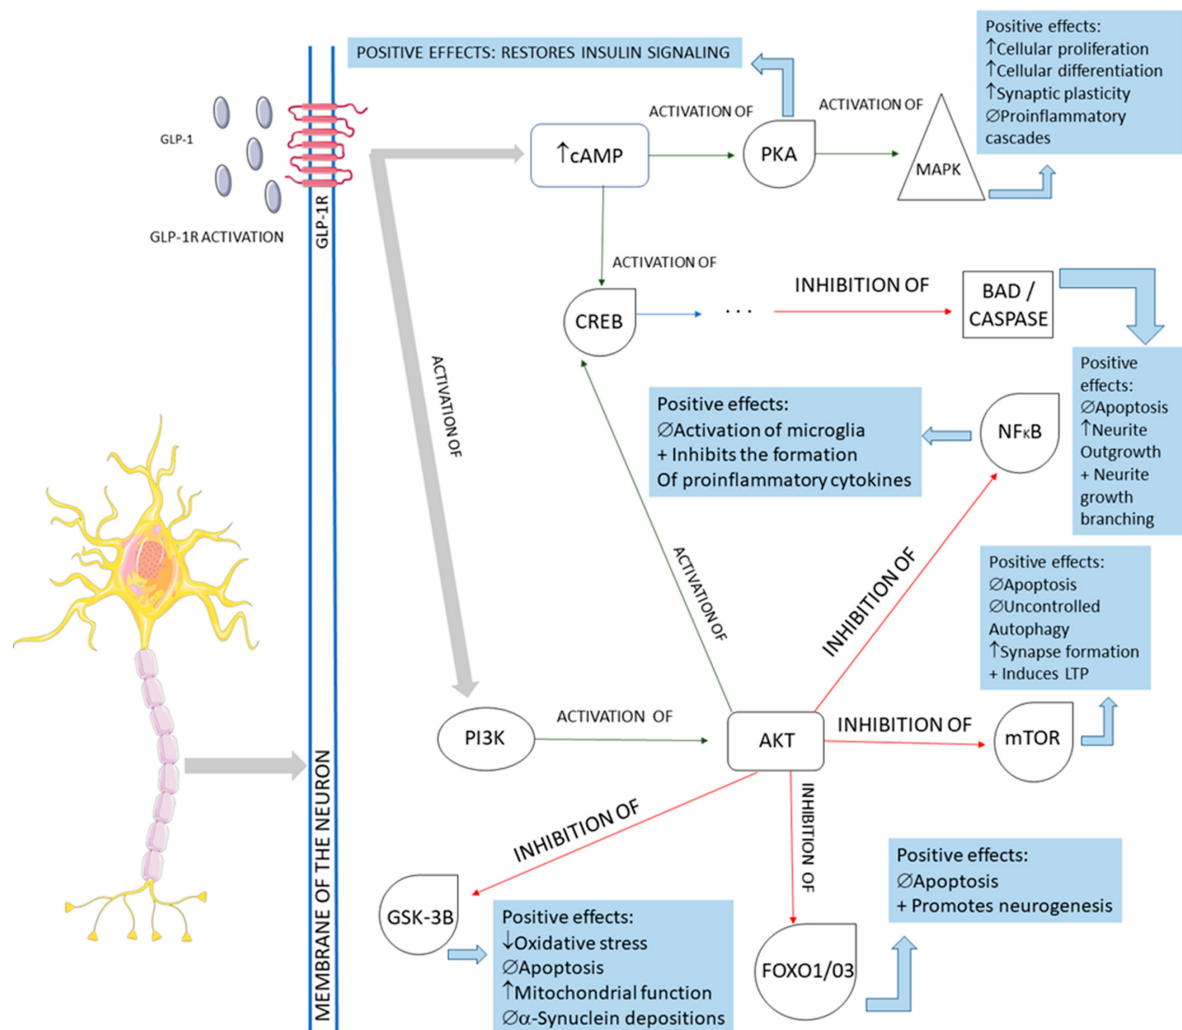 POSITIVE EFFECTS: RESTORES INSULIN SIGNALING
Positive effects:
↑Cellular proliferation
↑Cellular differentiation
↑Synaptic plasticity
∅Proinflammatory
cascades
GLP-1
GLP-1R ACTIVATION
GLP-1R
↑cAMP
ACTIVATION OF
PKA
ACTIVATION OF
MAPK
ACTIVATION OF
CREB
. . .
INHIBITION OF
BAD /
CASPASE
Positive
effects:
∅Apoptosis
↑Neurite
Outgrowth
+ Neurite
growth
branching
ACTIVATION OF
Positive effects:
∅Activation of microglia
+ Inhibits the formation
Of proinflammatory cytokines
NFκB
ACTIVATION OF
INHIBITION OF
Positive effects:
∅Apoptosis
∅Uncontrolled
Autophagy
↑Synapse formation
+ Induces LTP
PI3K
ACTIVATION OF
AKT
INHIBITION OF
mTOR
INHIBITION OF
INHIBITION OF
MEMBRANE OF THE NEURON
GSK-3B
Positive effects:
↓Oxidative stress
∅Apoptosis
↑Mitochondrial function
∅α-Synuclein depositions
FOXO1/03
Positive effects:
∅Apoptosis
+ Promotes neurogenesis